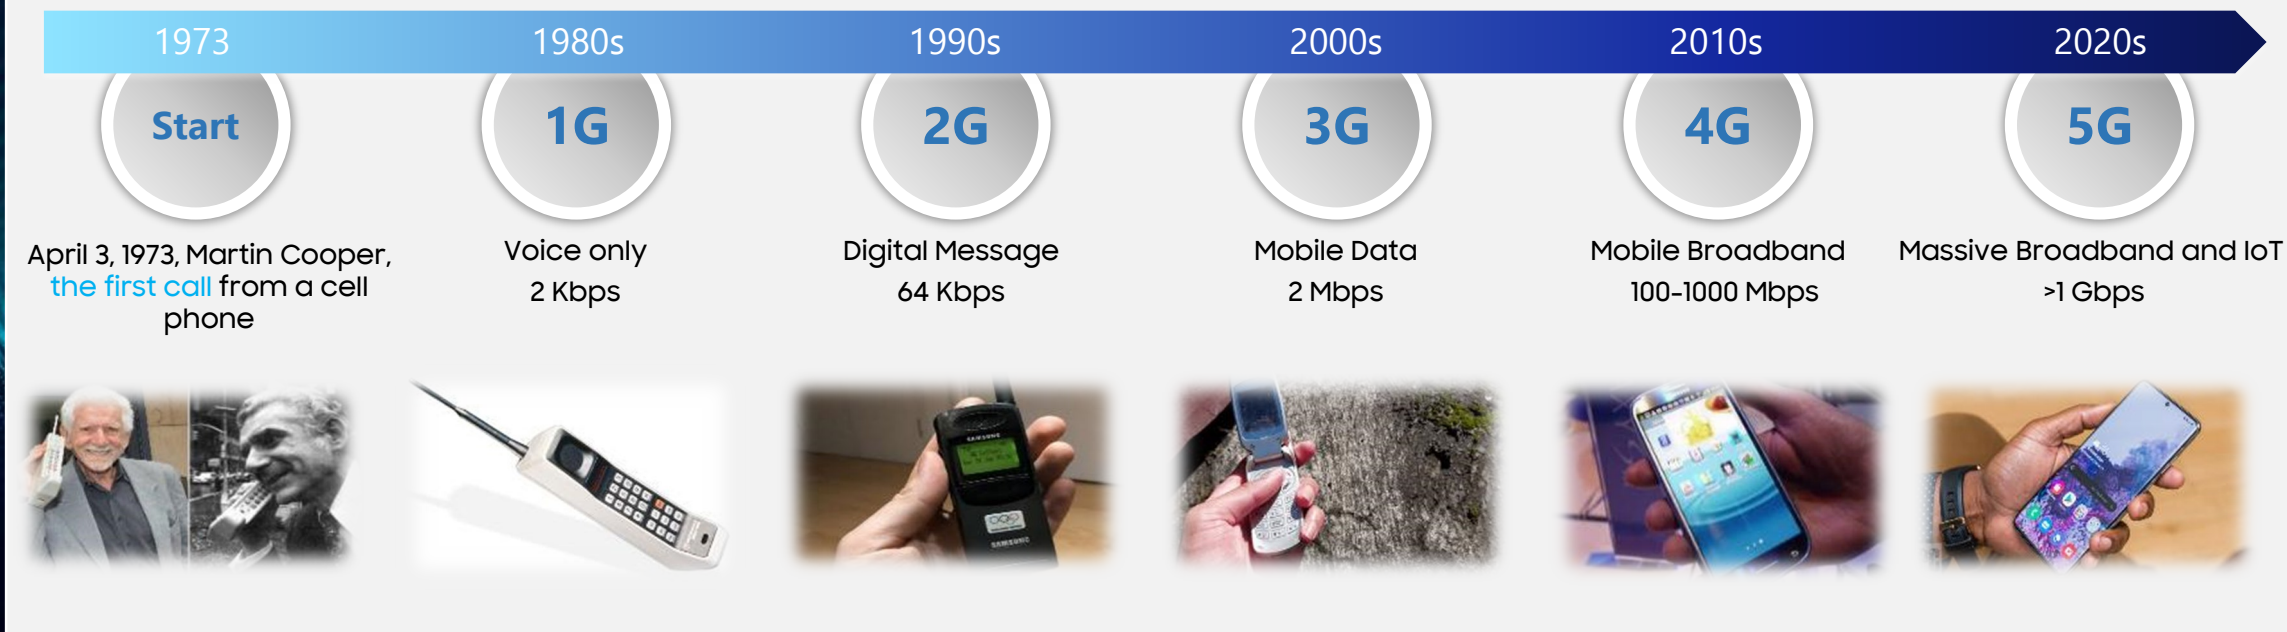 1973
1980s
1990s
2000s
2010s
2020s
Start
1G
2G
3G
4G
5G
April 3, 1973, Martin Cooper,
the first call from a cell
phone
Voice only
2 Kbps
Digital Message
64 Kbps
Mobile Data
2 Mbps
Mobile Broadband
100-1000 Mbps
Massive Broadband and IoT
>1 Gbps
SAMSUNG
SAMSUNG